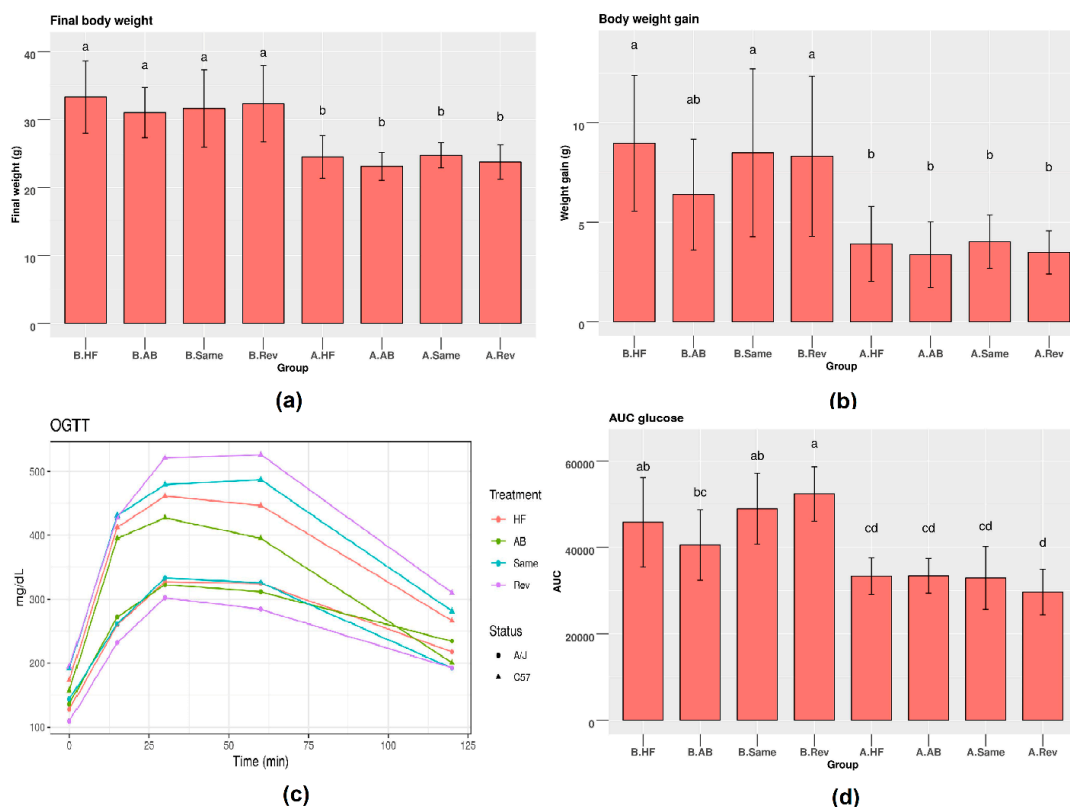 Final body weight
Final weight (g)
40
30
20
10
0
a a a a b b b b
B.HF B.AB B.Same B.Rev A.HF A.AB A.Same A.Rev
Group
(a)
Body weight gain
Weight gain (g)
10
5
0
a ab a a b b b b
B.HF B.AB B.Same B.Rev A.HF A.AB A.Same A.Rev
Group
(b)
OGTT
mg/dL
500
400
300
200
100
0 25 50 75 100 125
Time (min)
Treatment
HF
AB
Same
Rev
Status
A/J
C57
(c)
AUC glucose
AUC
60000
40000
20000
0
ab bc ab a cd cd cd d
B.HF B.AB B.Same B.Rev A.HF A.AB A.Same A.Rev
Group
(d)